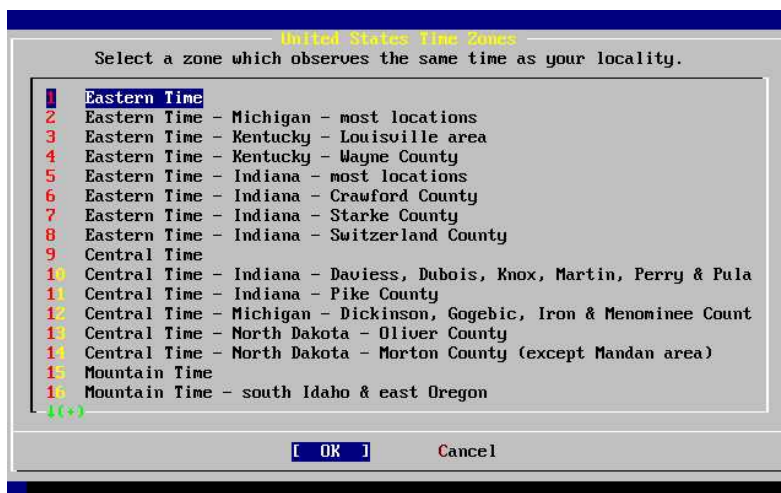 United States Time Zones
Select a zone which observes the same time as your locality.
1 Eastern Time
2 Eastern Time - Michigan - most locations
3 Eastern Time - Kentucky - Louisville area
4 Eastern Time - Kentucky - Wayne County
5 Eastern Time - Indiana - most locations
6 Eastern Time - Indiana - Crawford County
7 Eastern Time - Indiana - Starke County
8 Eastern Time - Indiana - Switzerland County
9 Central Time
10 Central Time - Indiana - Daviess, Dubois, Knox, Martin, Perry & Pula
11 Central Time - Indiana - Pike County
12 Central Time - Michigan - Dickinson, Gogebic, Iron & Menominee Count
13 Central Time - North Dakota - Oliver County
14 Central Time - North Dakota - Morton County (except Mandan area)
15 Mountain Time
16 Mountain Time - south Idaho & east Oregon
↓(+)
[ OK ] Cancel